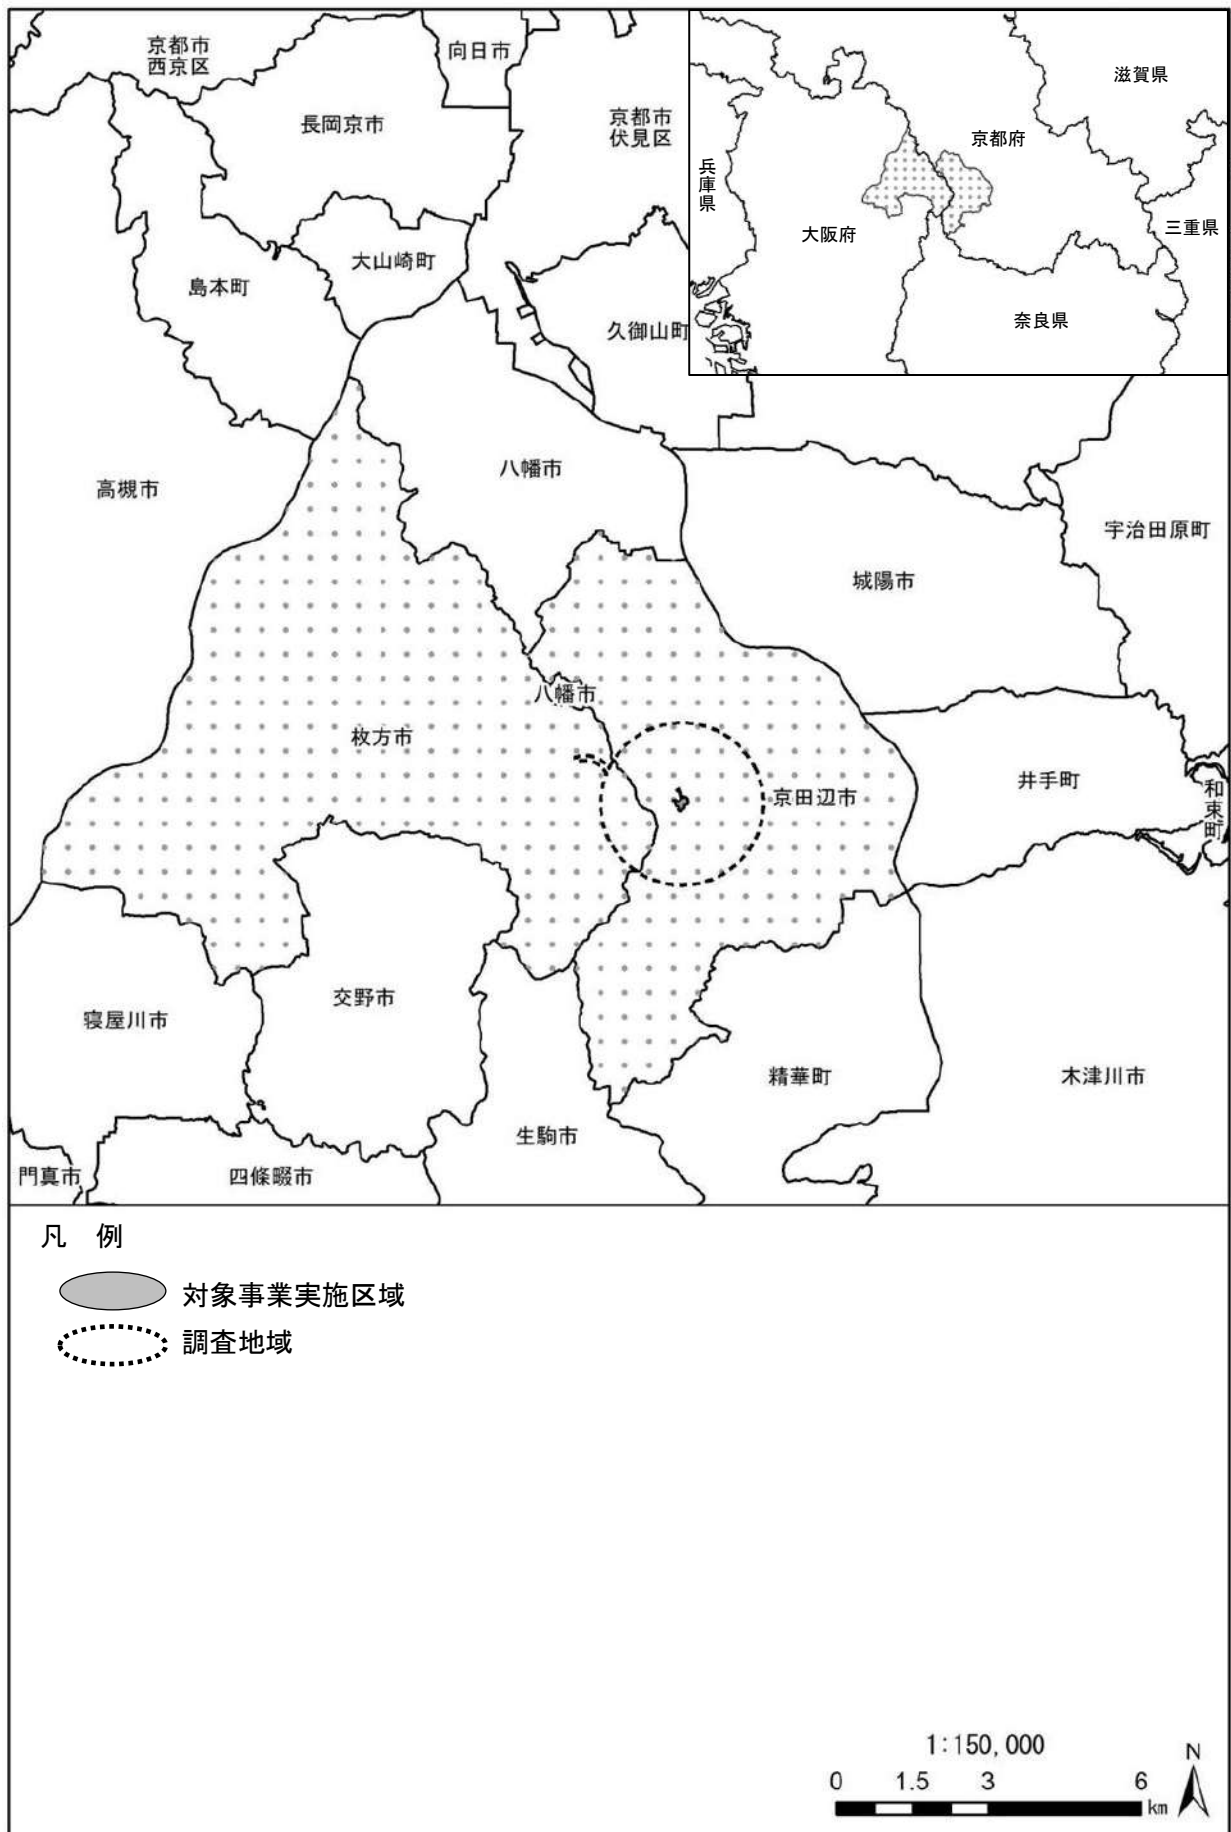 京都市
西京区
向日市
長岡京市
京都市
伏見区
大山崎町
島本町
久御山町
滋賀県
京都府
兵庫県
大阪府
三重県
奈良県
高槻市
八幡市
宇治田原町
城陽市
八幡市
枚方市
京田辺市
井手町
和束町
交野市
寝屋川市
精華町
木津川市
生駒市
門真市
四條畷市
凡 例
対象事業実施区域
調査地域
1:150,000
0 1.5 3 6
km
N